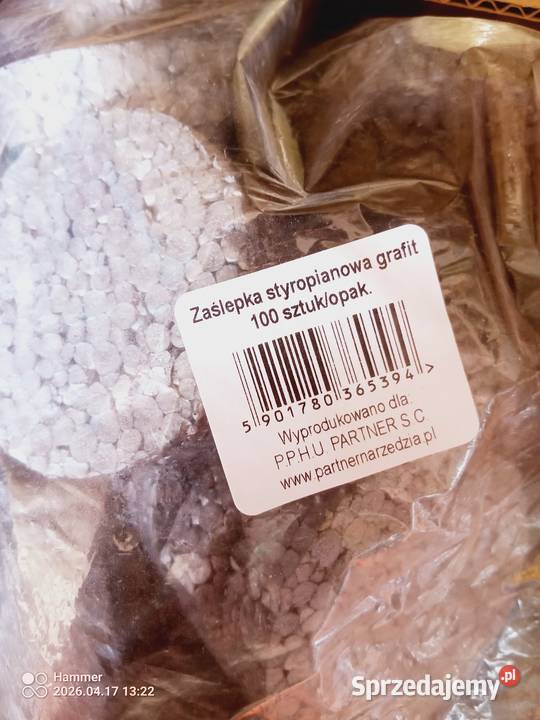 Zaślepka styropianowa grafit
100 sztuk/opak.
5 901780 365394 >
Wyprodukowano dla:
P.P.H.U. PARTNER S C
www.partnernarzedzia.pl
Hammer
2026.04.17 13:22
Sprzedajemy.pl